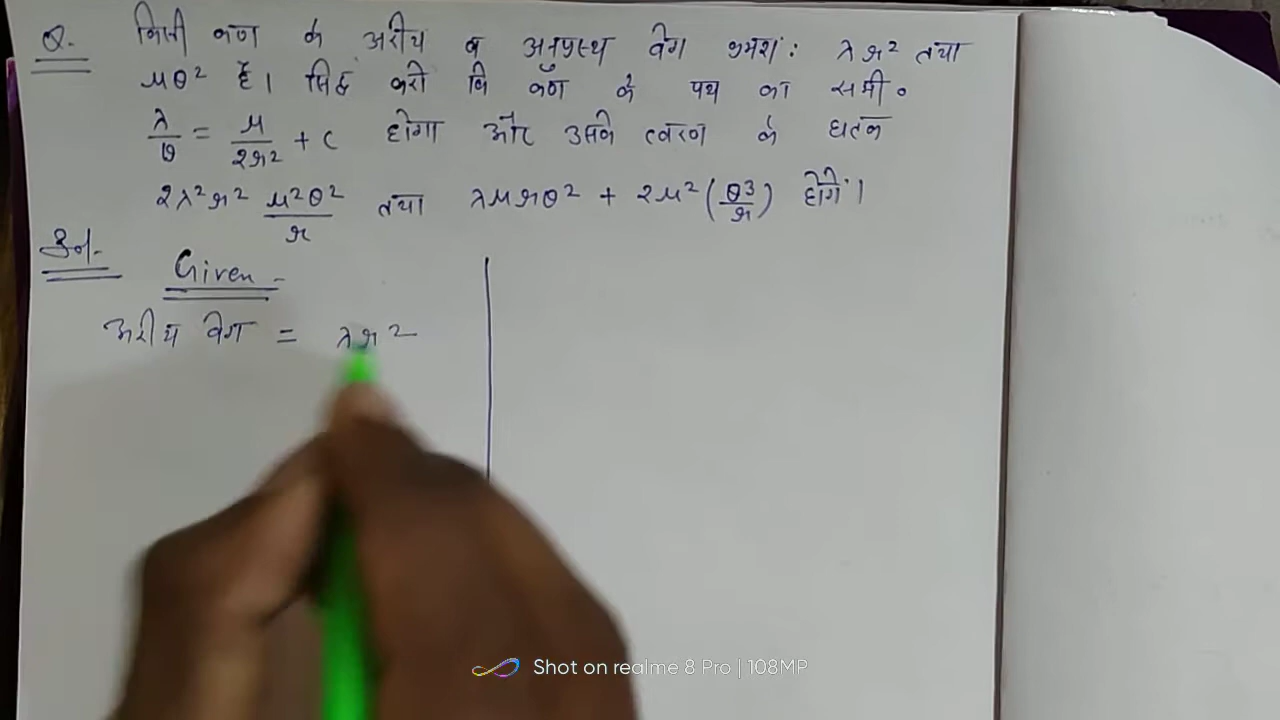 Q. किसी कण के अरीय व अनुप्रस्थ वेग क्रमशः: λr² तथा
μθ² है। सिद्ध करो कि कण के पथ का समी०
λ/θ = μ/2r² + c होगा और उसके त्वरण के घटक
2λ²r² μ²θ²/r तथा λμrθ² + 2μ²(θ³/r) होंगे।
Sol.-
Given -
अरीय वेग = λr²
Shot on realme 8 Pro | 108MP